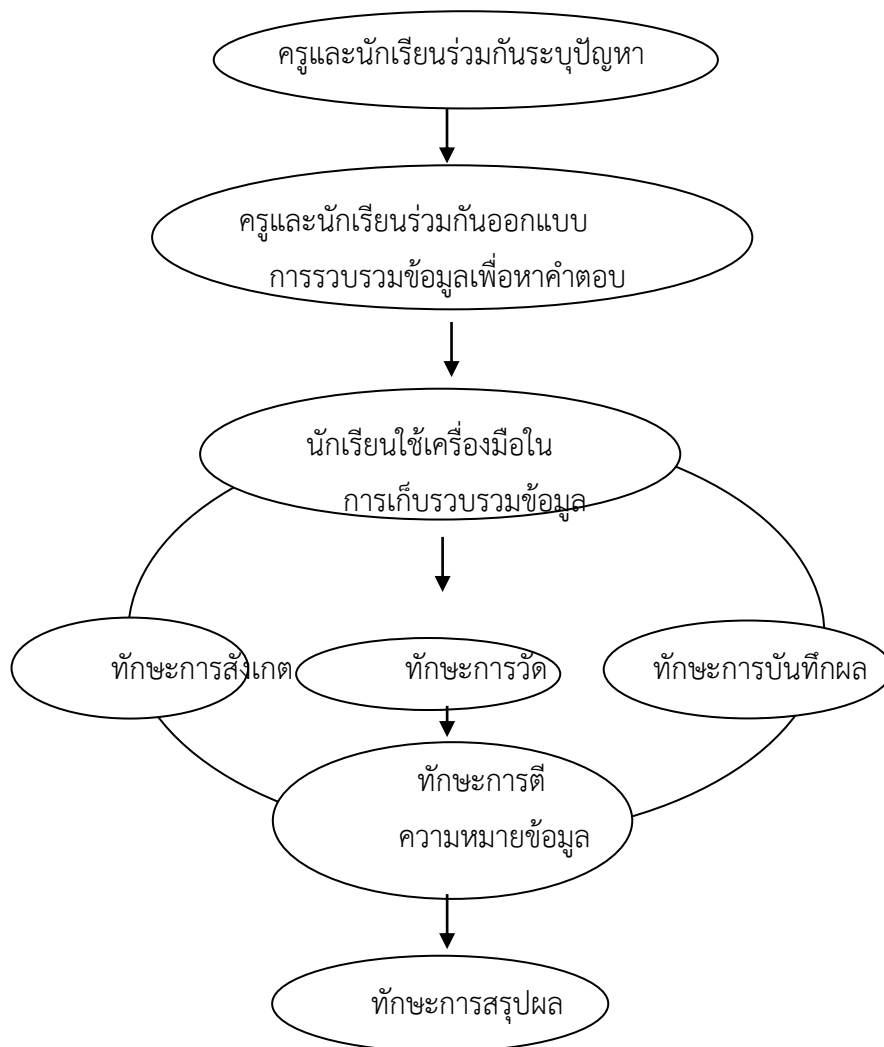 ครูและนักเรียนร่วมกันระบุปัญหา
ครูและนักเรียนร่วมกันออกแบบ
การรวบรวมข้อมูลเพื่อหาคำตอบ
นักเรียนใช้เครื่องมือใน
การเก็บรวบรวมข้อมูล
ทักษะการสังเกต
ทักษะการวัด
ทักษะการบันทึกผล
ทักษะการตี
ความหมายข้อมูล
ทักษะการสรุปผล